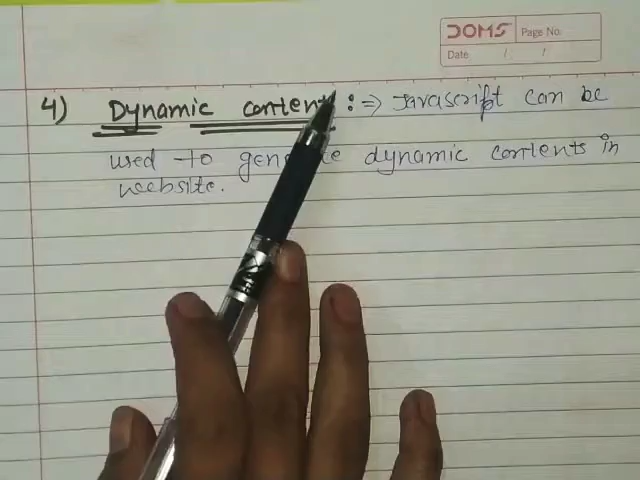 DOMS Page No.
Date / /
4) Dynamic content :⇒ Javascript can be
used to dynamic contents in
website.